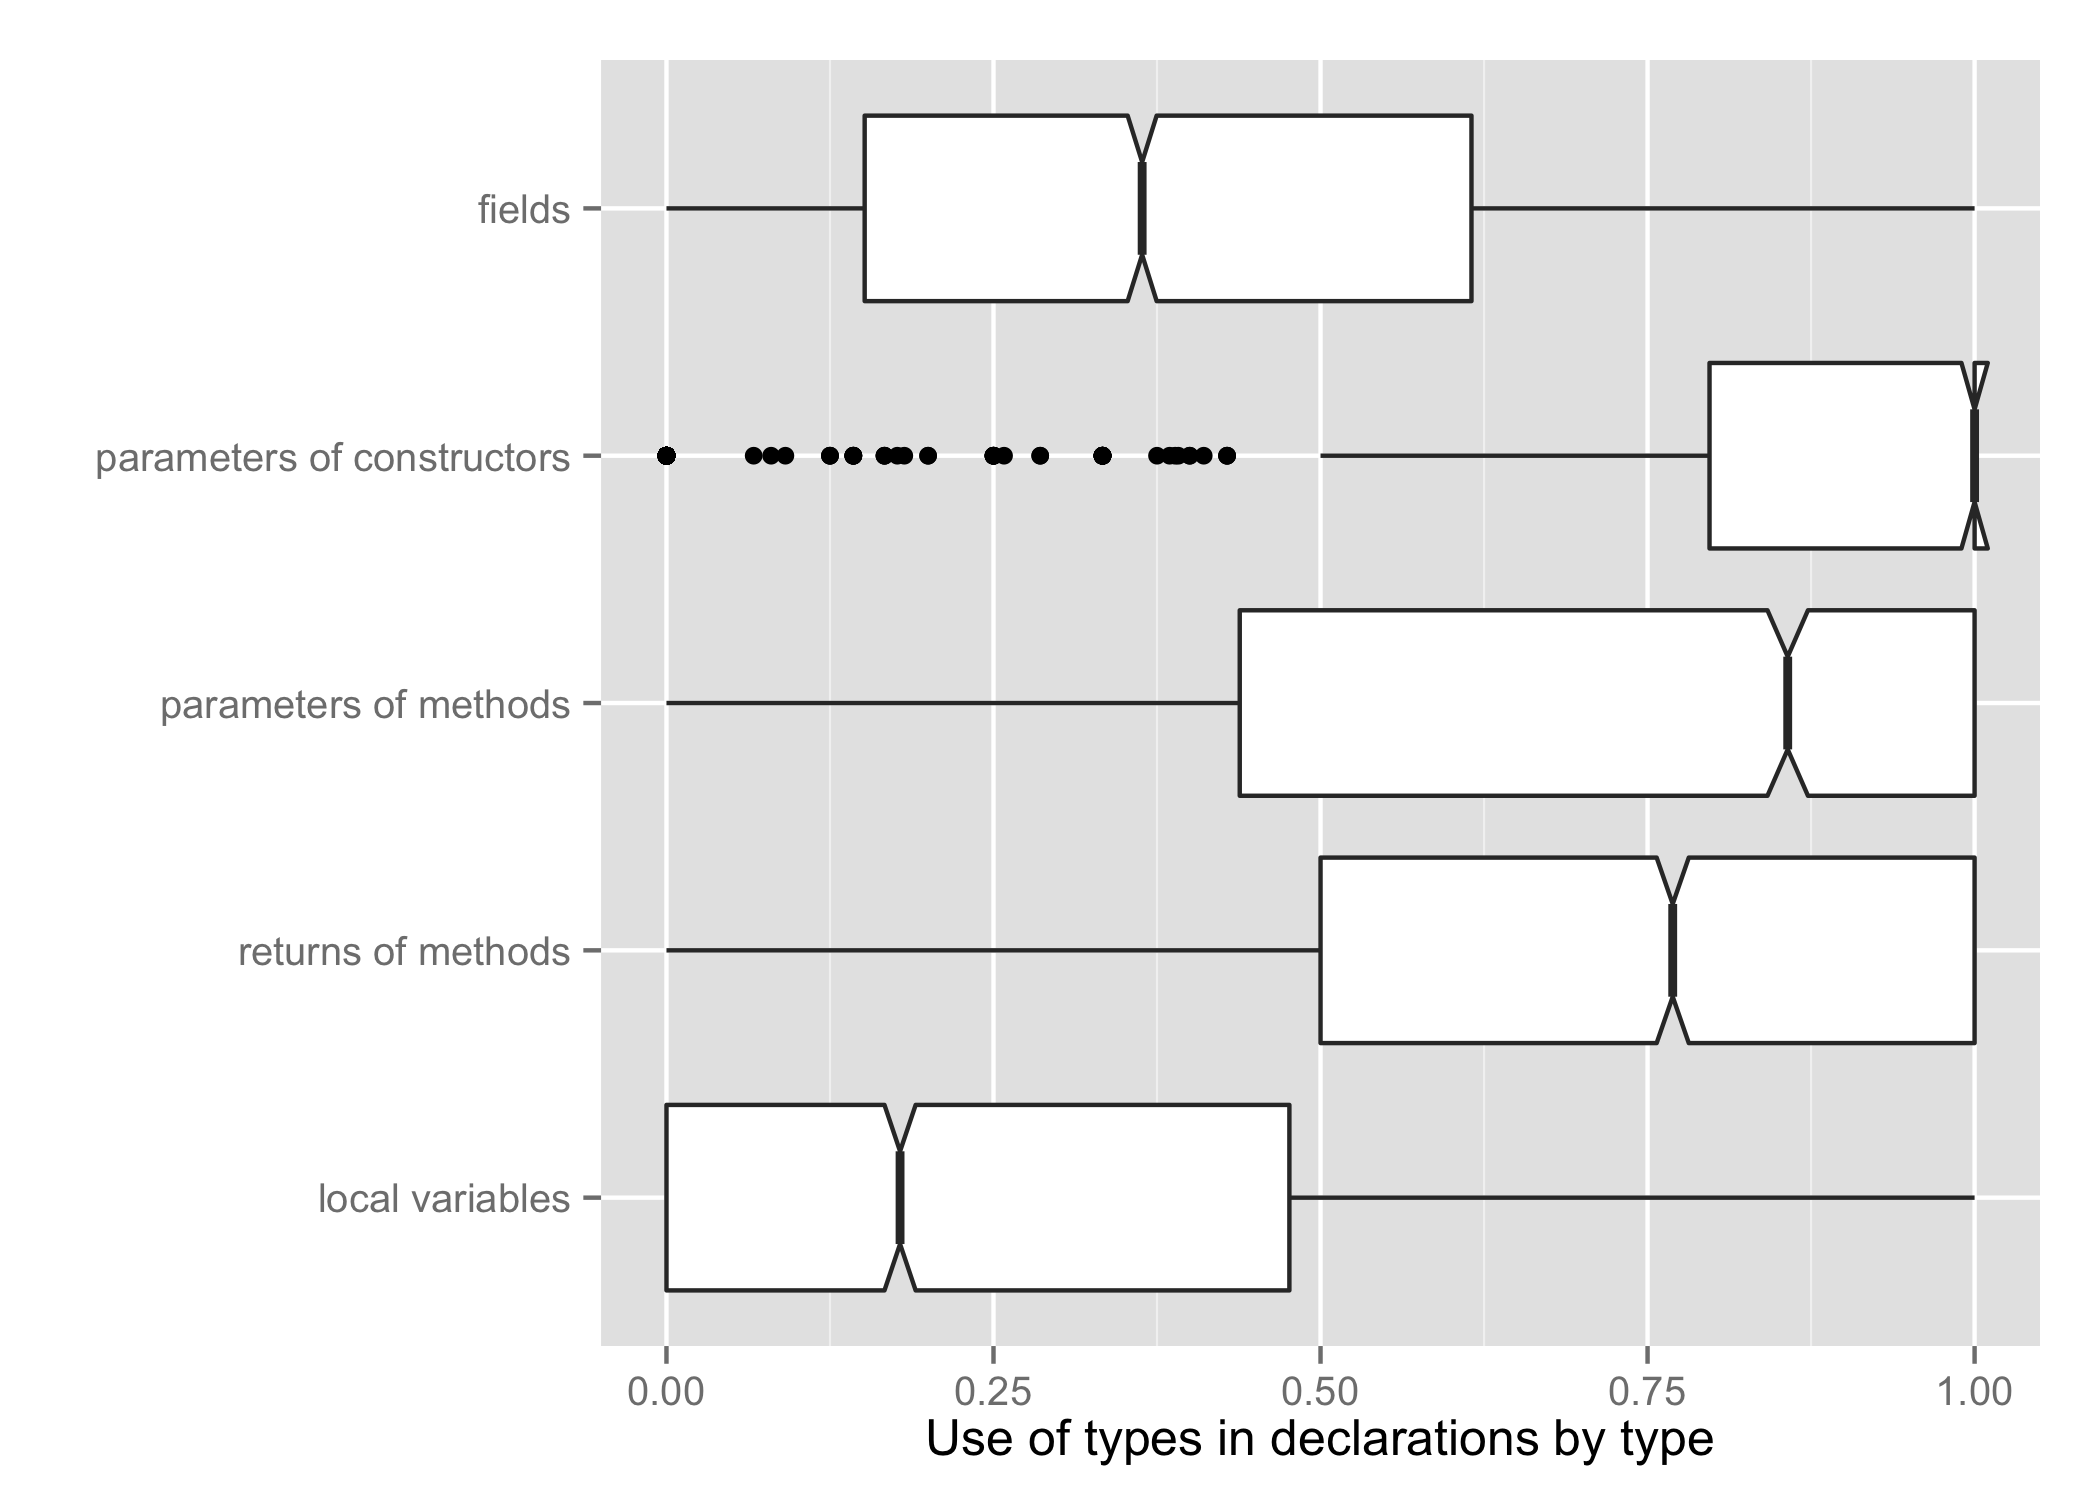 fields
parameters of constructors
parameters of methods
returns of methods
local variables
0.00 0.25 0.50 0.75 1.00
Use of types in declarations by type